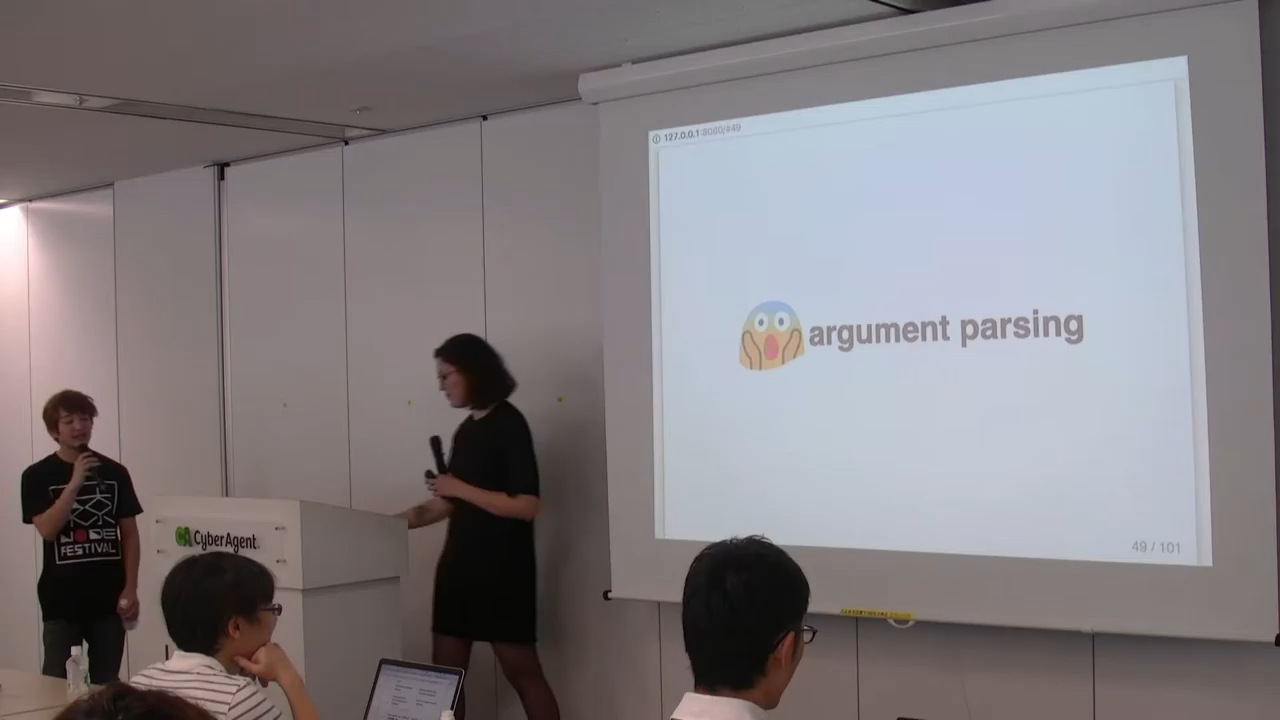 127.0.0.1:8080/#49
argument parsing
49 / 101
CyberAgent
NODE
FESTIVAL